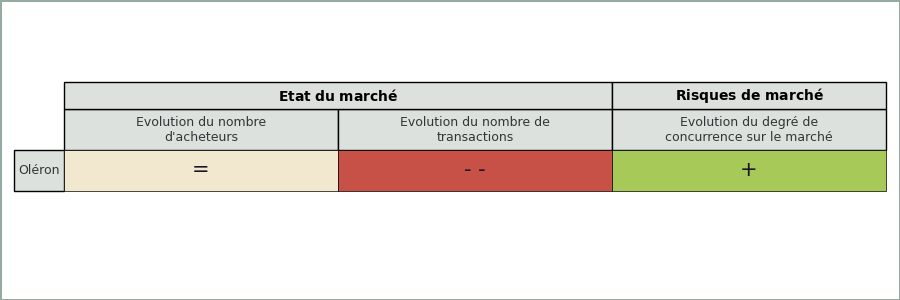 Etat du marché
Risques de marché
Evolution du nombre
d'acheteurs
Evolution du nombre de
transactions
Evolution du degré de
concurrence sur le marché
Oléron
=
- -
+